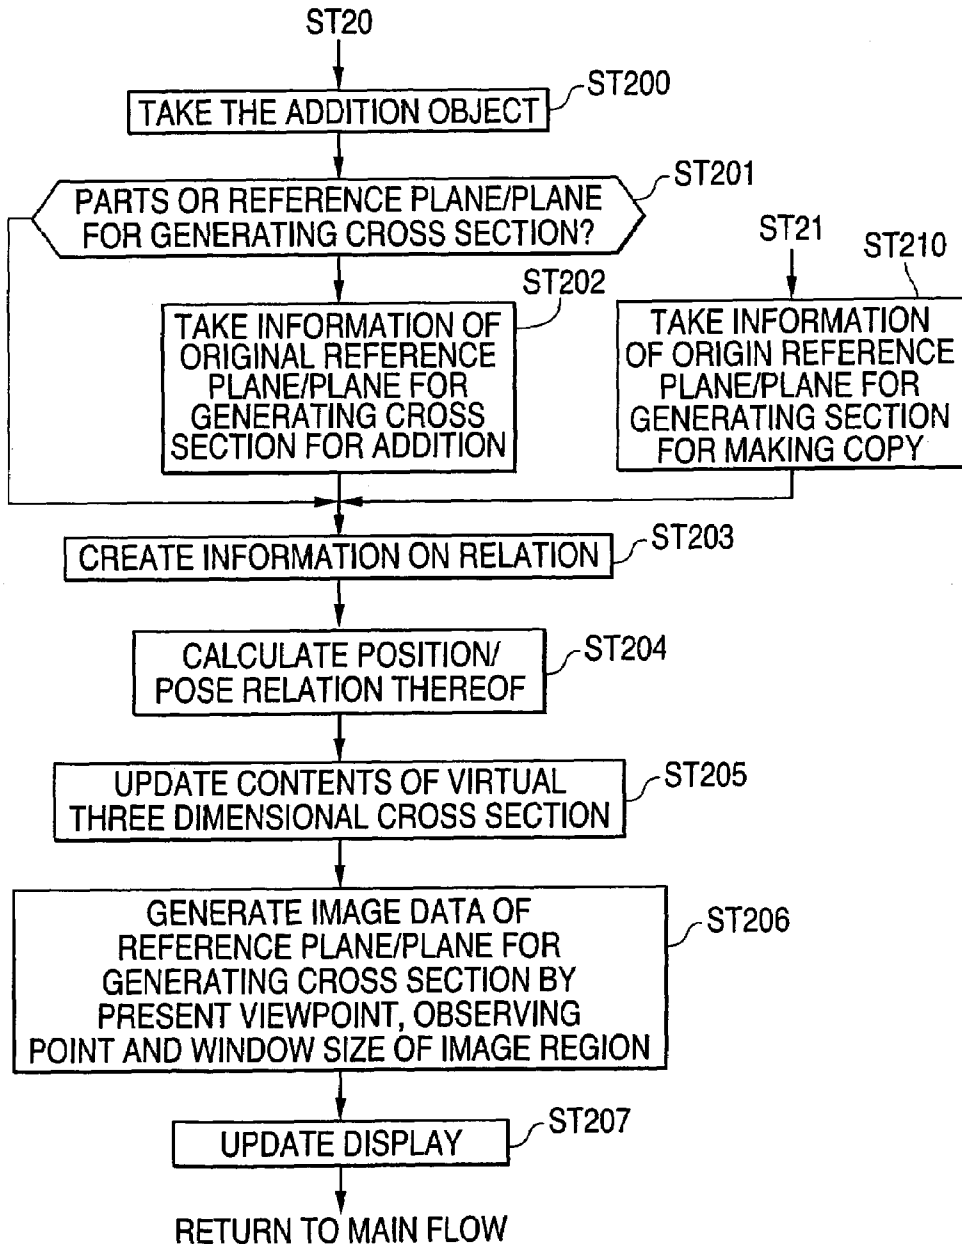 ST20
ST200
TAKE THE ADDITION OBJECT
ST201
PARTS OR REFERENCE PLANE/PLANE
FOR GENERATING CROSS SECTION?
ST202
TAKE INFORMATION OF
ORIGINAL REFERENCE
PLANE/PLANE FOR
GENERATING CROSS
SECTION FOR ADDITION
ST21
ST210
TAKE INFORMATION
OF ORIGIN REFERENCE
PLANE/PLANE FOR
GENERATING SECTION
FOR MAKING COPY
ST203
CREATE INFORMATION ON RELATION
ST204
CALCULATE POSITION/
POSE RELATION THEREOF
ST205
UPDATE CONTENTS OF VIRTUAL
THREE DIMENSIONAL CROSS SECTION
ST206
GENERATE IMAGE DATA OF
REFERENCE PLANE/PLANE FOR
GENERATING CROSS SECTION BY
PRESENT VIEWPOINT, OBSERVING
POINT AND WINDOW SIZE OF IMAGE REGION
ST207
UPDATE DISPLAY
RETURN TO MAIN FLOW